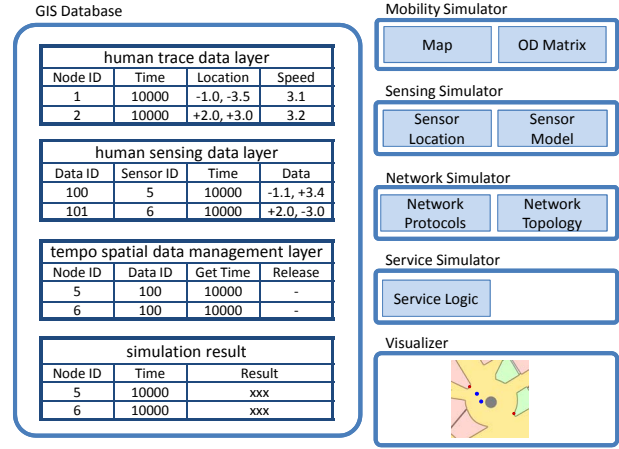 GIS Database
human trace data layer
Node ID Time Location Speed
1 10000 -1.0, -3.5 3.1
2 10000 +2.0, +3.0 3.2
human sensing data layer
Data ID Sensor ID Time Data
100 5 10000 -1.1, +3.4
101 6 10000 +2.0, -3.0
tempo spatial data management layer
Node ID Data ID Get Time Release
5 100 10000 -
6 100 10000 -
simulation result
Node ID Time Result
5 10000 xxx
6 10000 xxx
Mobility Simulator
Map
OD Matrix
Sensing Simulator
Sensor
Location
Sensor
Model
Network Simulator
Network
Protocols
Network
Topology
Service Simulator
Service Logic
Visualizer